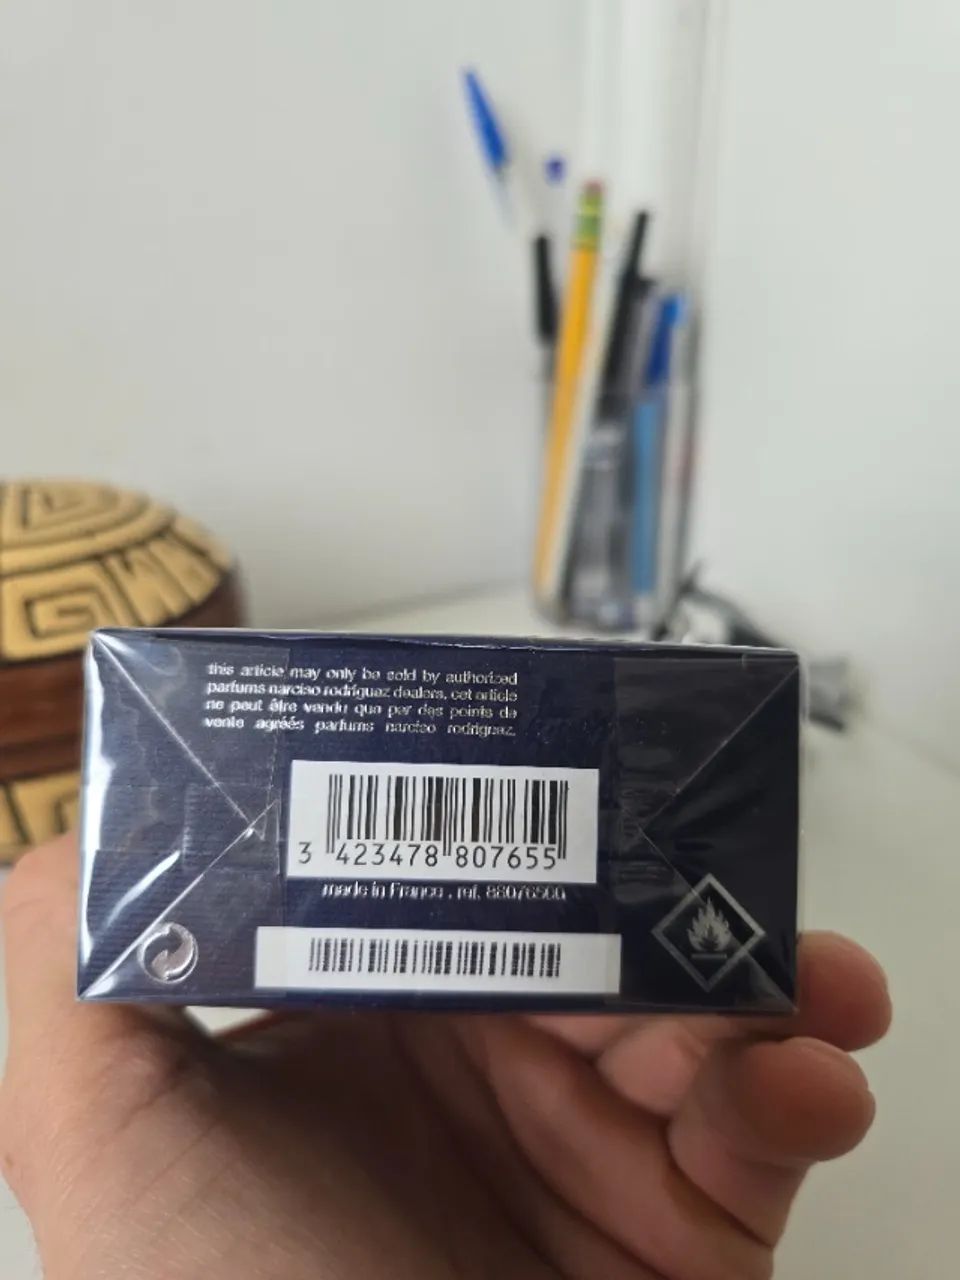 this article may only be sold by authorized
parfums narciso rodriguez dealers. cet article
ne peut être vendu que par des points de
vente agréés parfums narciso rodriguez.
3 423478 807655
made in France . ref. 88076500